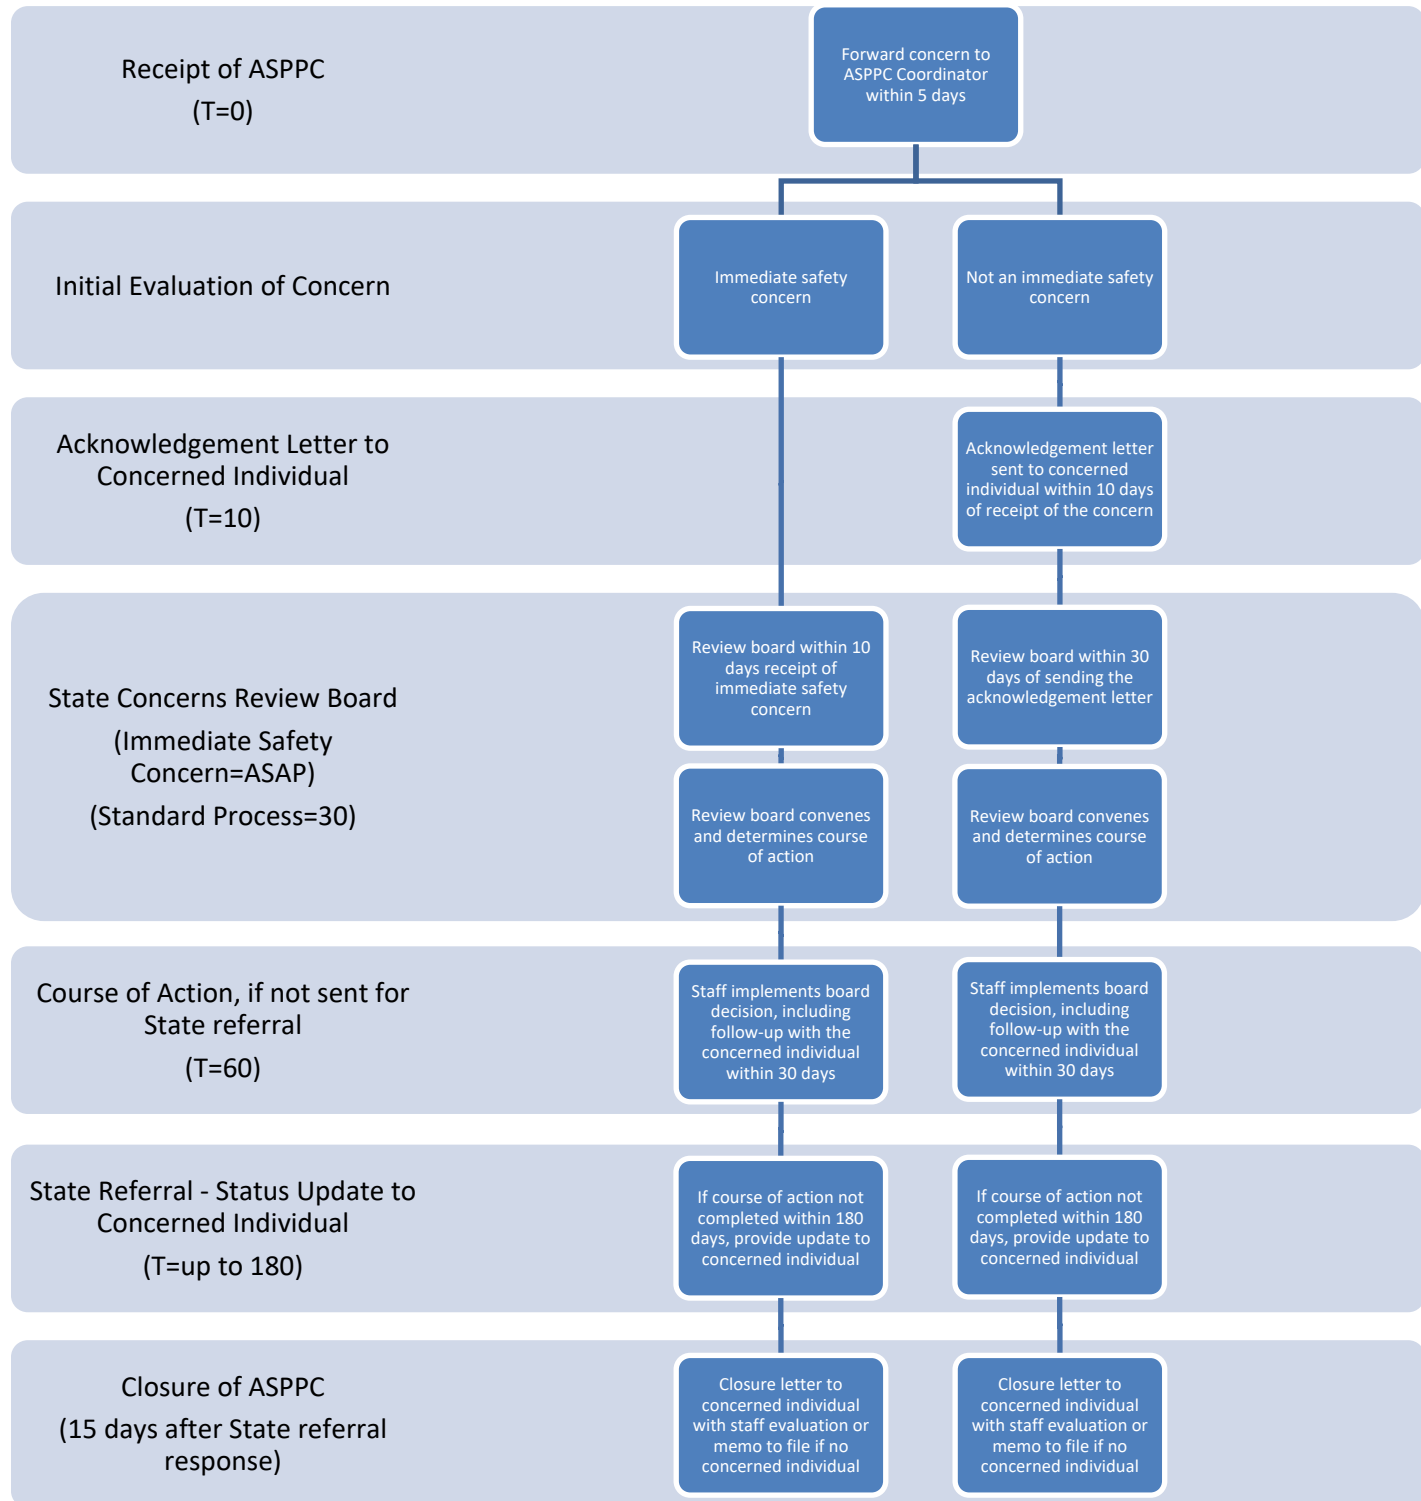 Receipt of ASPPC
(T=0)
Forward concern to
ASPPC Coordinator
within 5 days
Initial Evaluation of Concern
Immediate safety
concern
Not an immediate safety
concern
Acknowledgement Letter to
Concerned Individual
(T=10)
Acknowledgement letter
sent to concerned
individual within 10 days
of receipt of the concern
State Concerns Review Board
(Immediate Safety
Concern=ASAP)
(Standard Process=30)
Review board within 10
days receipt of
immediate safety
concern
Review board within 30
days of sending the
acknowledgement letter
Review board convenes
and determines course
of action
Review board convenes
and determines course
of action
Course of Action, if not sent for
State referral
(T=60)
Staff implements board
decision, including
follow-up with the
concerned individual
within 30 days
Staff implements board
decision, including
follow-up with the
concerned individual
within 30 days
State Referral - Status Update to
Concerned Individual
(T=up to 180)
If course of action not
completed within 180
days, provide update to
concerned individual
If course of action not
completed within 180
days, provide update to
concerned individual
Closure of ASPPC
(15 days after State referral
response)
Closure letter to
concerned individual
with staff evaluation or
memo to file if no
concerned individual
Closure letter to
concerned individual
with staff evaluation or
memo to file if no
concerned individual